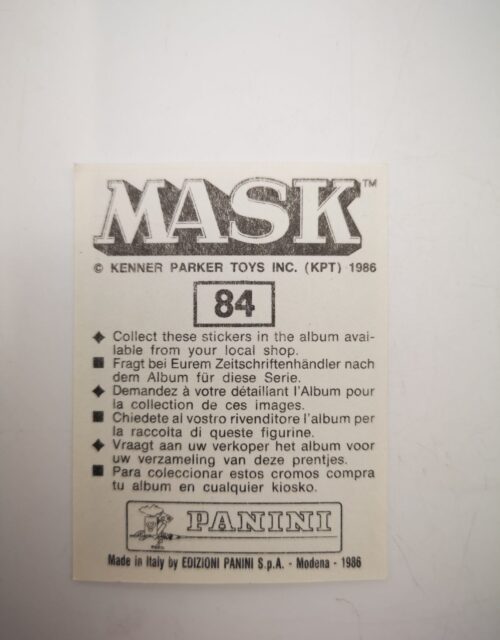 MASK™
© KENNER PARKER TOYS INC. (KPT) 1986
84
◆ Collect these stickers in the album avai-
lable from your local shop.
■ Fragt bei Eurem Zeitschriftenhändler nach
dem Album für diese Serie.
◆ Demandez à votre détaillant l'Album pour
la collection de ces images.
■ Chiedete al vostro rivenditore l'album per
la raccolta di queste figurine.
◆ Vraagt aan uw verkoper het album voor
uw verzameling van deze prentjes.
■ Para coleccionar estos cromos compra
tu album en cualquier kiosko.
PANINI
Made in Italy by EDIZIONI PANINI S.p.A. - Modena - 1986